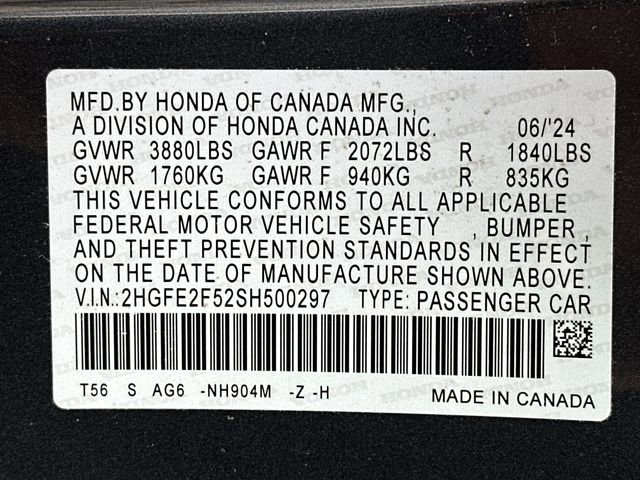 MFD.BY HONDA OF CANADA MFG.,
A DIVISION OF HONDA CANADA INC. 06/'24
GVWR 3880LBS GAWR F 2072LBS R 1840LBS
GVWR 1760KG GAWR F 940KG R 835KG
THIS VEHICLE CONFORMS TO ALL APPLICABLE
FEDERAL MOTOR VEHICLE SAFETY , BUMPER ,
AND THEFT PREVENTION STANDARDS IN EFFECT
ON THE DATE OF MANUFACTURE SHOWN ABOVE.
V.I.N.:2HGFE2F52SH500297 TYPE: PASSENGER CAR
T56 S AG6 -NH904M -Z -H MADE IN CANADA